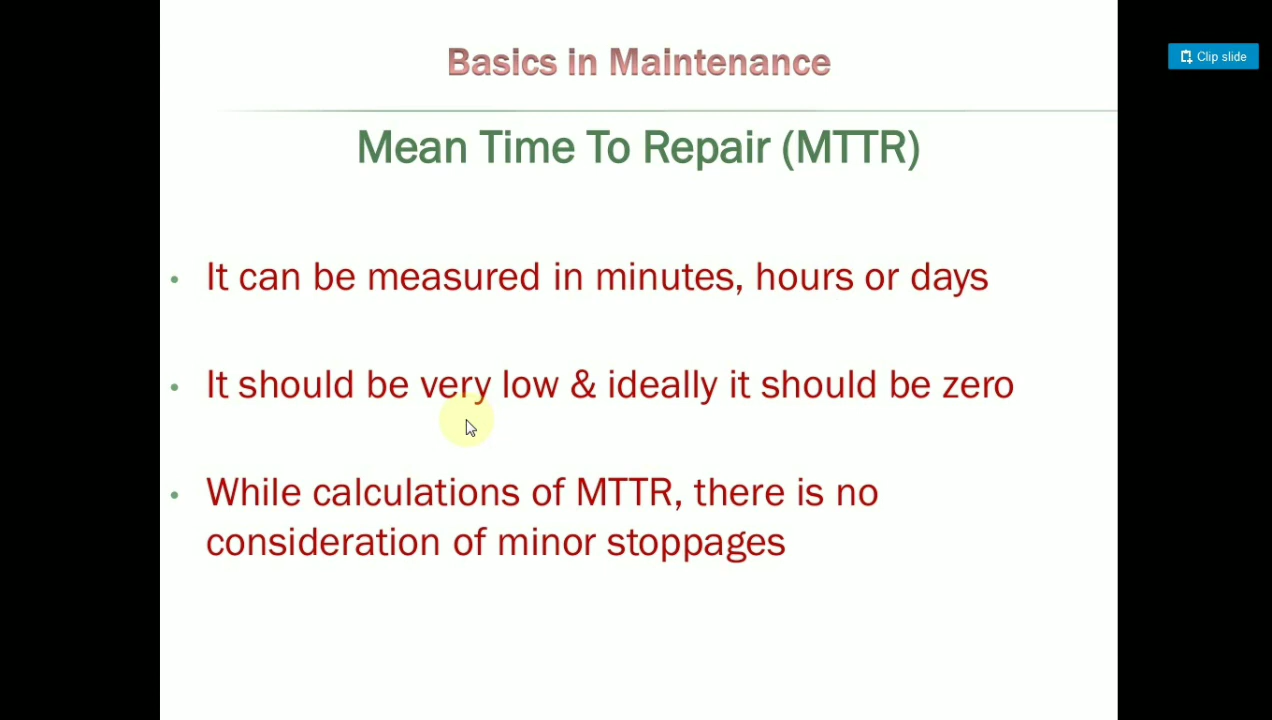 Basics in Maintenance
Clip slide
Mean Time To Repair (MTTR)
• It can be measured in minutes, hours or days
• It should be very low & ideally it should be zero
• While calculations of MTTR, there is no
consideration of minor stoppages